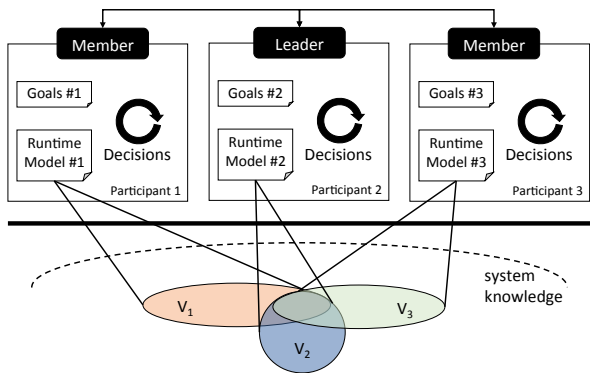 Member
Leader
Member
Goals #1
Goals #2
Goals #3
Runtime
Model #1
Decisions
Participant 1
Runtime
Model #2
Decisions
Participant 2
Runtime
Model #3
Decisions
Participant 3
system
knowledge
V1
V3
V2